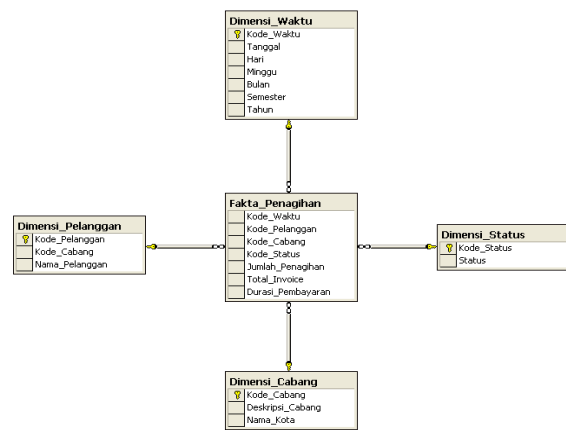 Dimensi_Waktu
Kode_Waktu
Tanggal
Hari
Minggu
Bulan
Semester
Tahun
Fakta_Penagihan
Kode_Waktu
Kode_Pelanggan
Kode_Cabang
Kode_Status
Jumlah_Penagihan
Total_Invoice
Durasi_Pembayaran
Dimensi_Pelanggan
Kode_Pelanggan
Kode_Cabang
Nama_Pelanggan
Dimensi_Status
Kode_Status
Status
Dimensi_Cabang
Kode_Cabang
Deskripsi_Cabang
Nama_Kota